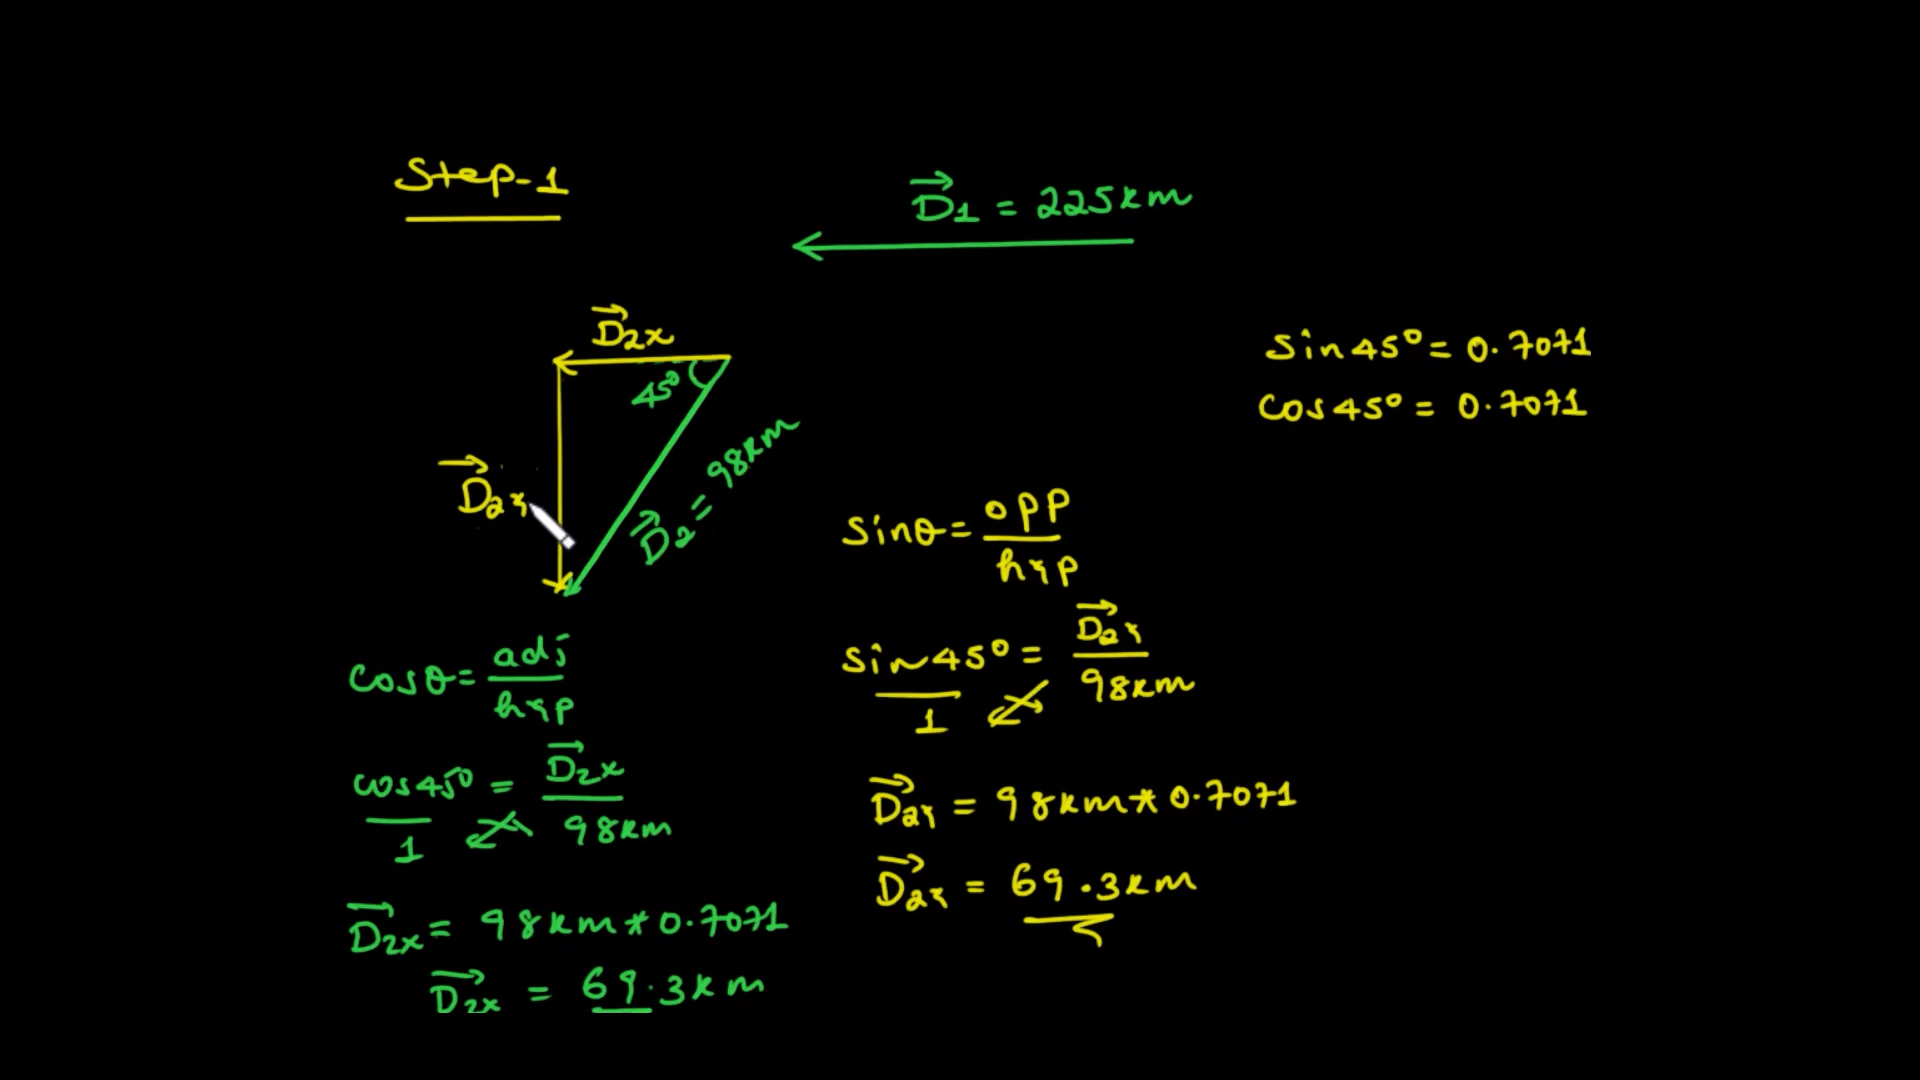 Step-1
D1 = 225km
D2x
45°
D2y
D2 = 98km
Sin45° = 0.7071
Cos45° = 0.7071
Cosθ = adj
hyp
cos45° = D2x
1 98km
D2x = 98km*0.7071
D2x = 69.3km
Sinθ = opp
hyp
Sin45° = D2y
1 98km
D2y = 98km*0.7071
D2y = 69.3km